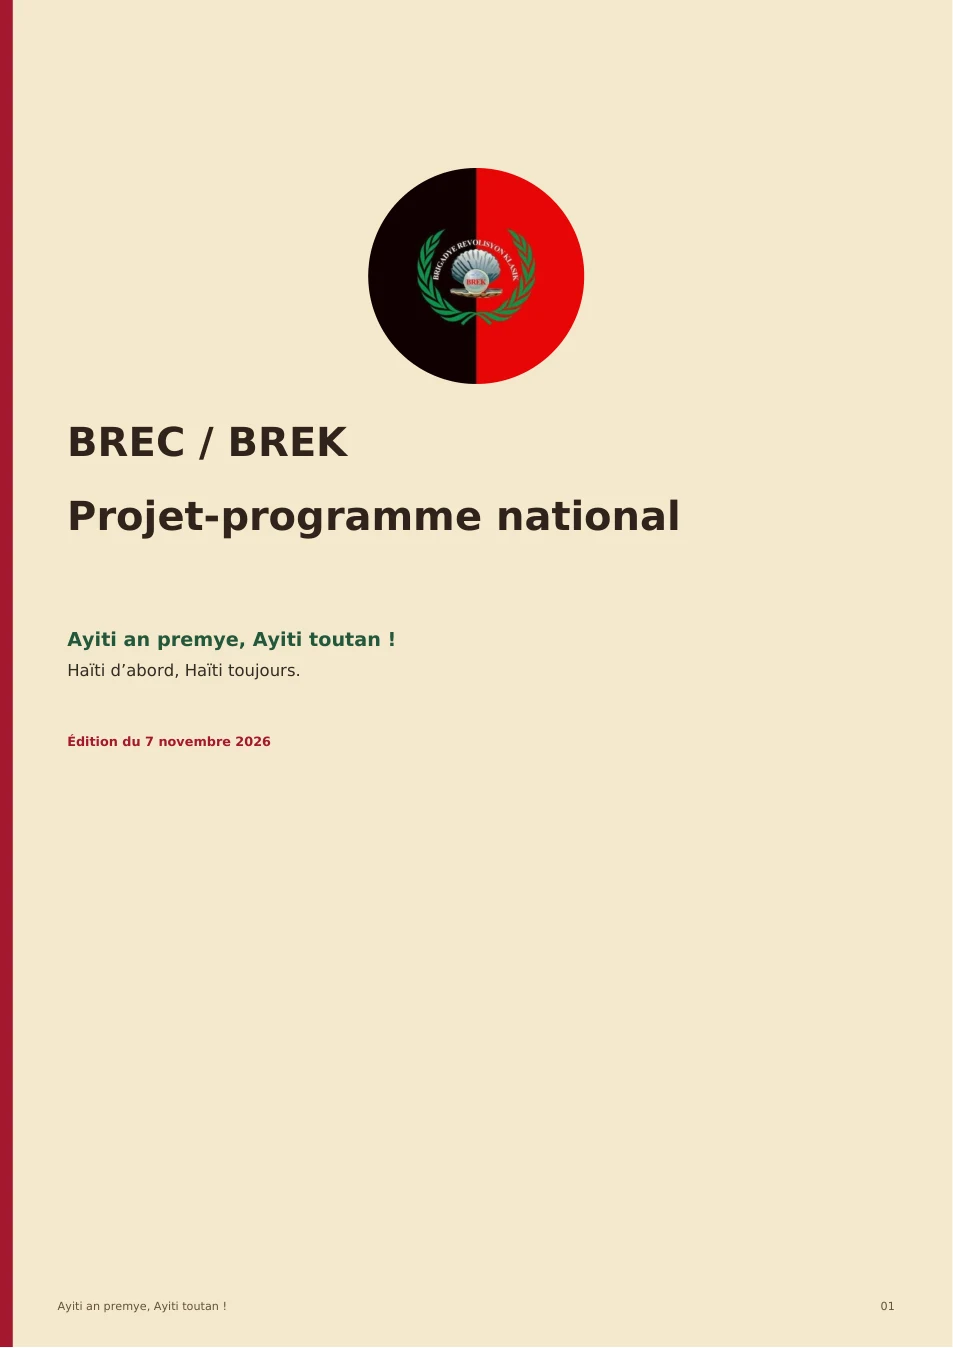 BRIGADYE REVOLISYON KLASIK
BREK
BREC / BREK
Projet-programme national
Ayiti an premye, Ayiti toutan !
Haïti d’abord, Haïti toujours.
Édition du 7 novembre 2026
Ayiti an premye, Ayiti toutan !
01